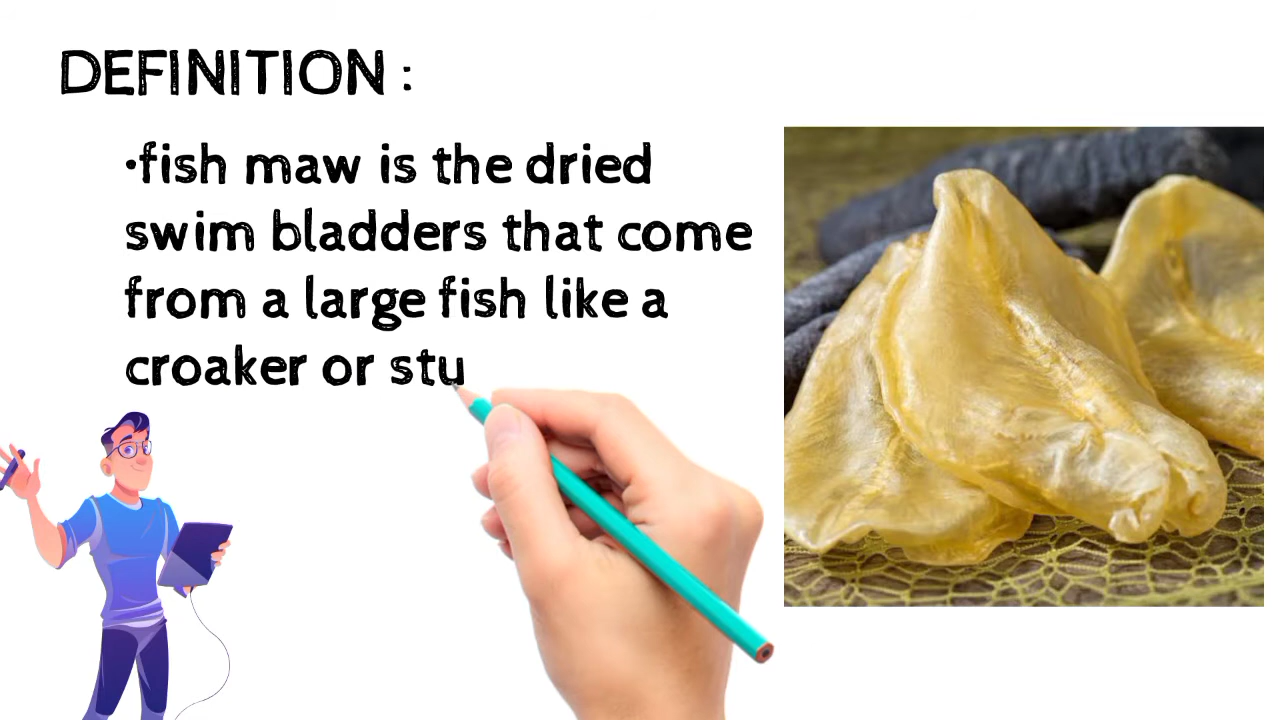 DEFINITION :
•fish maw is the dried
swim bladders that come
from a large fish like a
croaker or stu